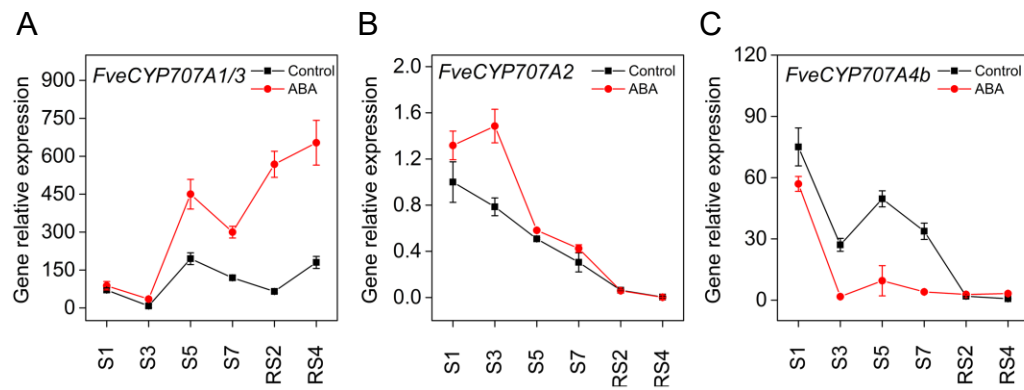 A
Gene relative expression
900
750
600
450
300
150
0
FveCYP707A1/3
Control
ABA
S1
S3
S5
S7
RS2
RS4
B
Gene relative expression
2.0
1.6
1.2
0.8
0.4
0.0
FveCYP707A2
Control
ABA
S1
S3
S5
S7
RS2
RS4
C
Gene relative expression
120
90
60
30
0
FveCYP707A4b
Control
ABA
S1
S3
S5
S7
RS2
RS4